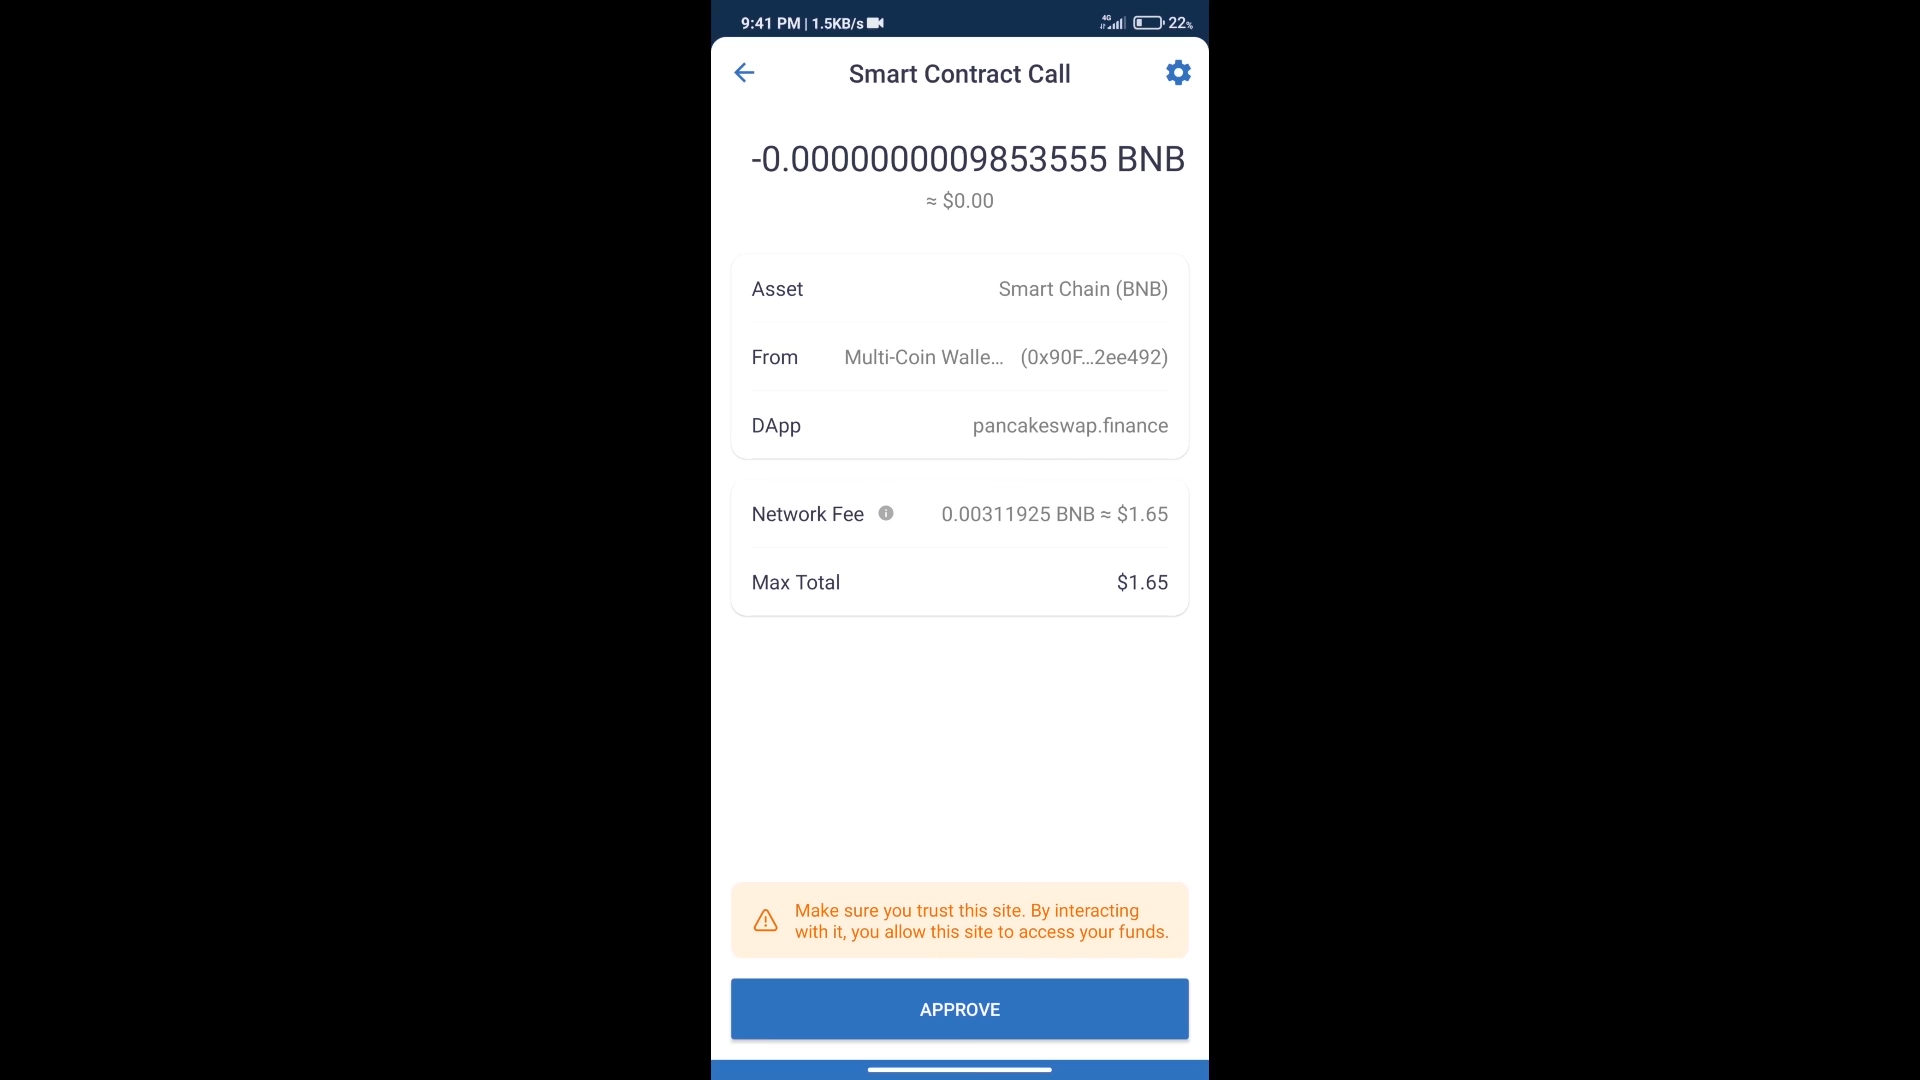 9:41 PM | 1.5KB/s 4G 22%
Smart Contract Call
-0.0000000009853555 BNB
≈ $0.00
Asset Smart Chain (BNB)
From Multi-Coin Walle... (0x90F...2ee492)
DApp pancakeswap.finance
Network Fee 0.00311925 BNB ≈ $1.65
Max Total $1.65
Make sure you trust this site. By interacting
with it, you allow this site to access your funds.
APPROVE